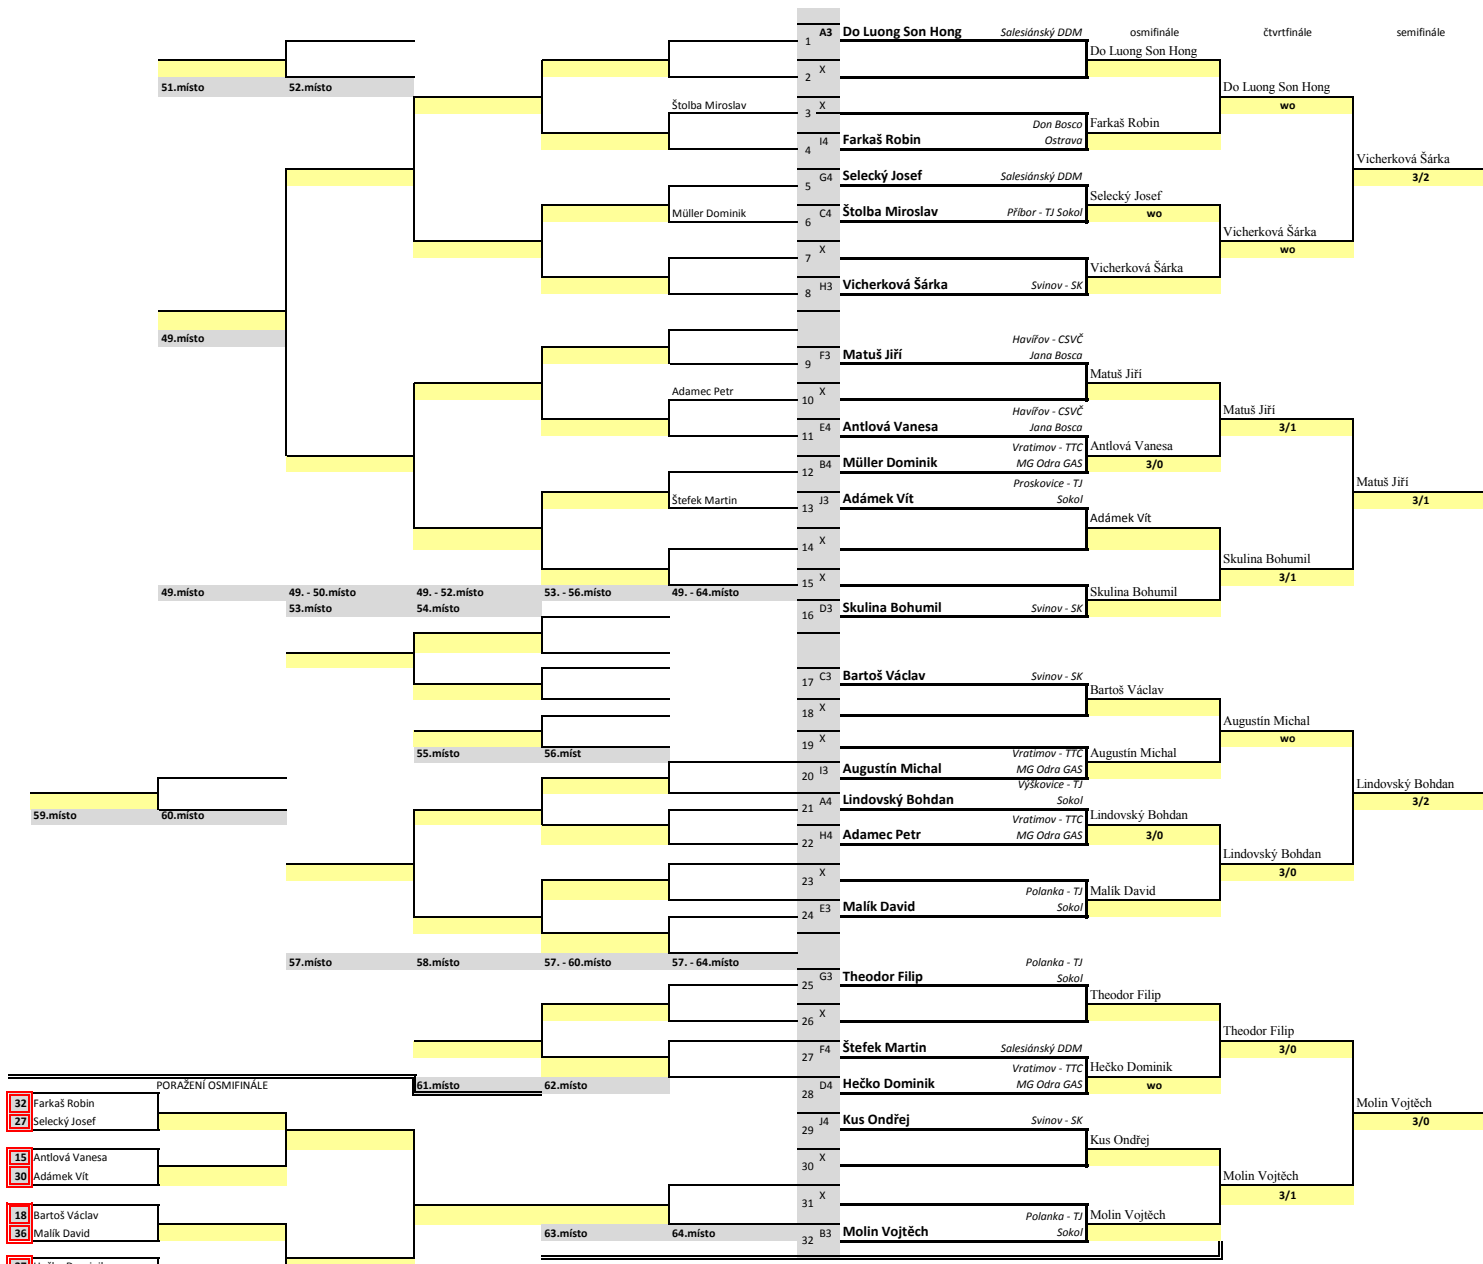 A3 Do Luong Son Hong Salesiánský DDM osmifinále čtvrtfinále semifinále
1 Do Luong Son Hong
2 X
51.místo 52.místo Do Luong Son Hong
Štolba Miroslav 3 X wo
Don Bosco Farkaš Robin
4 I4 Farkaš Robin Ostrava
Vicherková Šárka
5 G4 Selecký Josef Salesiánský DDM 3/2
Selecký Josef
Müller Dominik 6 C4 Štolba Miroslav Příbor - TJ Sokol wo
Vicherková Šárka
7 X wo
Vicherková Šárka
8 H3 Vicherková Šárka Svinov - SK
49.místo Havířov - CSVČ
9 F3 Matuš Jiří Jana Bosca
Matuš Jiří
Adamec Petr 10 X
Havířov - CSVČ Matuš Jiří
11 E4 Antlová Vanesa Jana Bosca 3/1
Vratimov - TTC Antlová Vanesa
12 B4 Müller Dominik MG Odra GAS 3/0
Proskovice - TJ Matuš Jiří
Štefek Martin 13 J3 Adámek Vít Sokol 3/1
Adámek Vít
14 X
Skulina Bohumil
15 X 3/1
49.místo 49. - 50.místo 49. - 52.místo 53. - 56.místo 49. - 64.místo Skulina Bohumil
53.místo 54.místo 16 D3 Skulina Bohumil Svinov - SK
17 C3 Bartoš Václav Svinov - SK
Bartoš Václav
18 X
Augustín Michal
19 X wo
55.místo 56.míst Vratimov - TTC Augustín Michal
20 I3 Augustín Michal MG Odra GAS
Výškovice - TJ Lindovský Bohdan
21 A4 Lindovský Bohdan Sokol 3/2
59.místo 60.místo Vratimov - TTC Lindovský Bohdan
22 H4 Adamec Petr MG Odra GAS 3/0
Lindovský Bohdan
23 X 3/0
Polanka - TJ Malík David
24 E3 Malík David Sokol
57.místo 58.místo 57. - 60.místo 57. - 64.místo Polanka - TJ
25 G3 Theodor Filip Sokol
Theodor Filip
26 X
Theodor Filip
27 F4 Štefek Martin Salesiánský DDM 3/0
Vratimov - TTC Hečko Dominik
PORAŽENÍ OSMIFINÁLE 61.místo 62.místo 28 D4 Hečko Dominik MG Odra GAS wo
32 Farkaš Robin Molin Vojtěch
27 Selecký Josef 29 J4 Kus Ondřej Svinov - SK 3/0
Kus Ondřej
15 Antlová Vanesa 30 X
30 Adámek Vít Molin Vojtěch
31 X 3/1
18 Bartoš Václav Polanka - TJ Molin Vojtěch
36 Malík David 63.místo 64.místo 32 B3 Molin Vojtěch Sokol